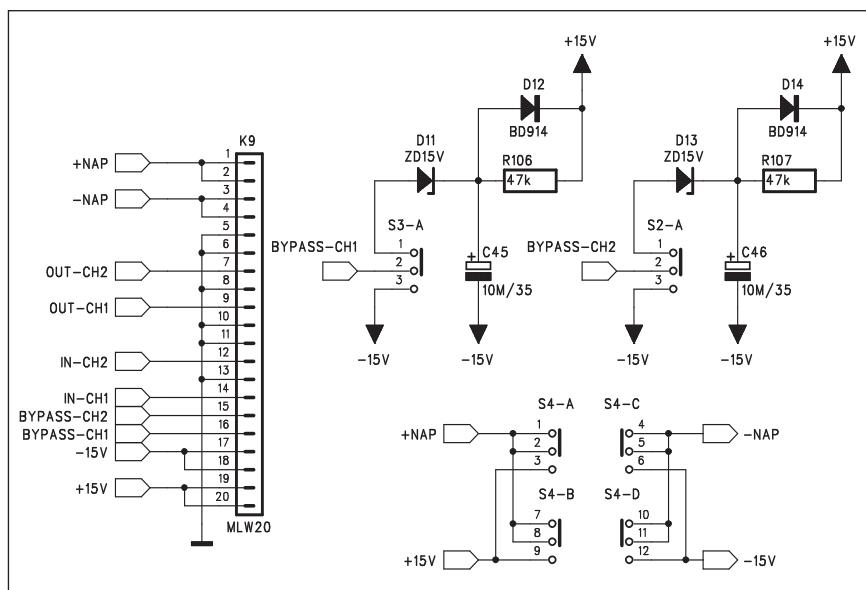 +15V
+15V
D12
BD914
D14
BD914
D11
ZD15V
D13
ZD15V
R106
47k
R107
47k
S3-A
1
2
3
BYPASS-CH1
+
C45
10M/35
-15V
-15V
S2-A
1
2
3
BYPASS-CH2
+
C46
10M/35
-15V
-15V
K9
+NAP
1
2
-NAP
3
4
5
6
OUT-CH2
7
8
OUT-CH1
9
10
11
IN-CH2
12
13
IN-CH1
14
BYPASS-CH2
15
BYPASS-CH1
16
-15V
17
18
+15V
19
20
MLW20
S4-A
S4-C
+NAP
1
2
3
4
5
6
-NAP
S4-B
S4-D
7
8
9
10
11
12
+15V
-15V